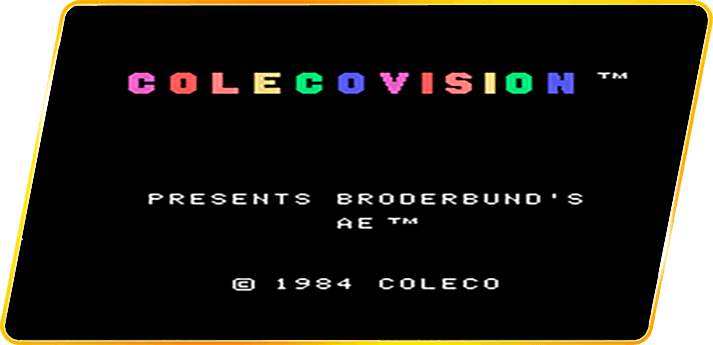 COLECOVISION ™
PRESENTS BRODERBUND'S
AE ™
© 1984 COLECO